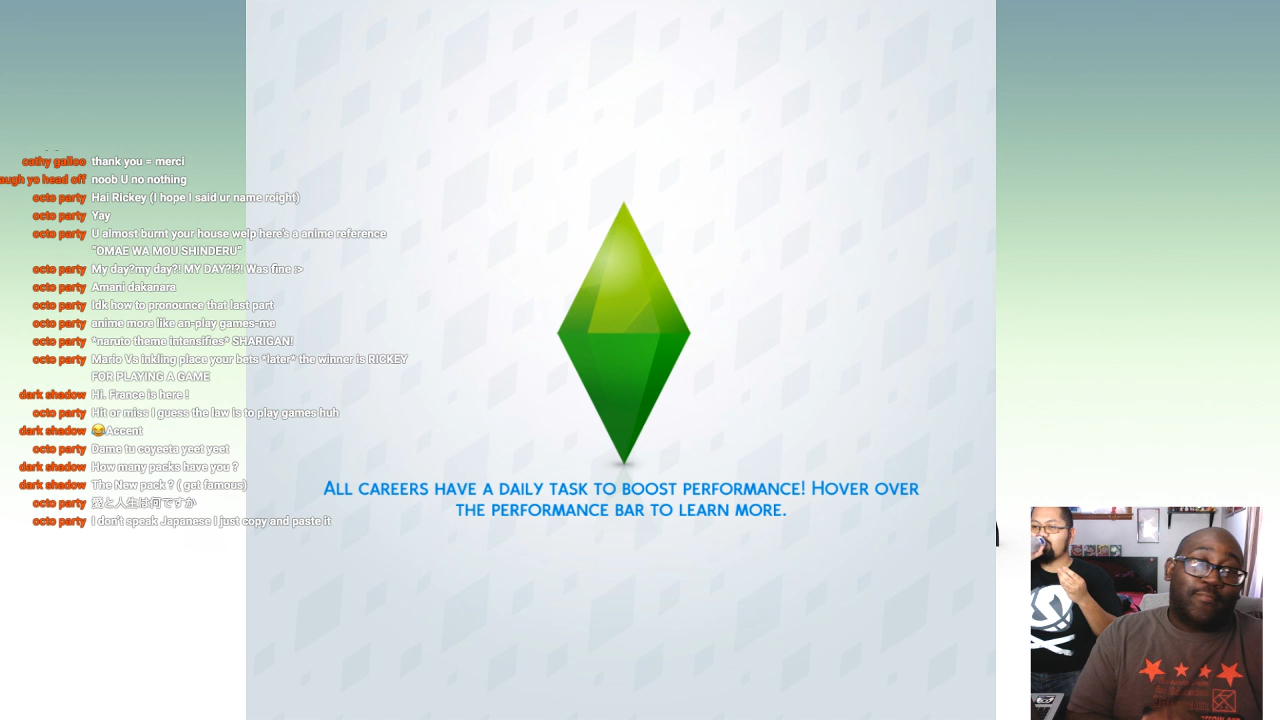 cathy galloo thank you = merci
augh yo head off noob U no nothing
octo party Hai Rickey (I hope I said ur name roight)
octo party Yay
octo party U almost burnt your house welp here's a anime reference
"OMAE WA MOU SHINDERU"
octo party My day?my day?! MY DAY?!?! Was fine :>
octo party Amani dakanara
octo party Idk how to pronounce that last part
octo party anime more like an-play games-me
octo party *naruto theme intensifies* SHARIGAN!
octo party Mario Vs inkling place your bets *later* the winner is RICKEY
FOR PLAYING A GAME
dark shadow Hi. France is here !
octo party Hit or miss I guess the law is to play games huh
dark shadow 😂Accent
octo party Dame tu coyeeta yeet yeet
dark shadow How many packs have you ?
dark shadow The New pack ? ( get famous)
octo party 愛と人生は何ですか
octo party I don't speak Japanese I just copy and paste it
ALL CAREERS HAVE A DAILY TASK TO BOOST PERFORMANCE! HOVER OVER
THE PERFORMANCE BAR TO LEARN MORE.